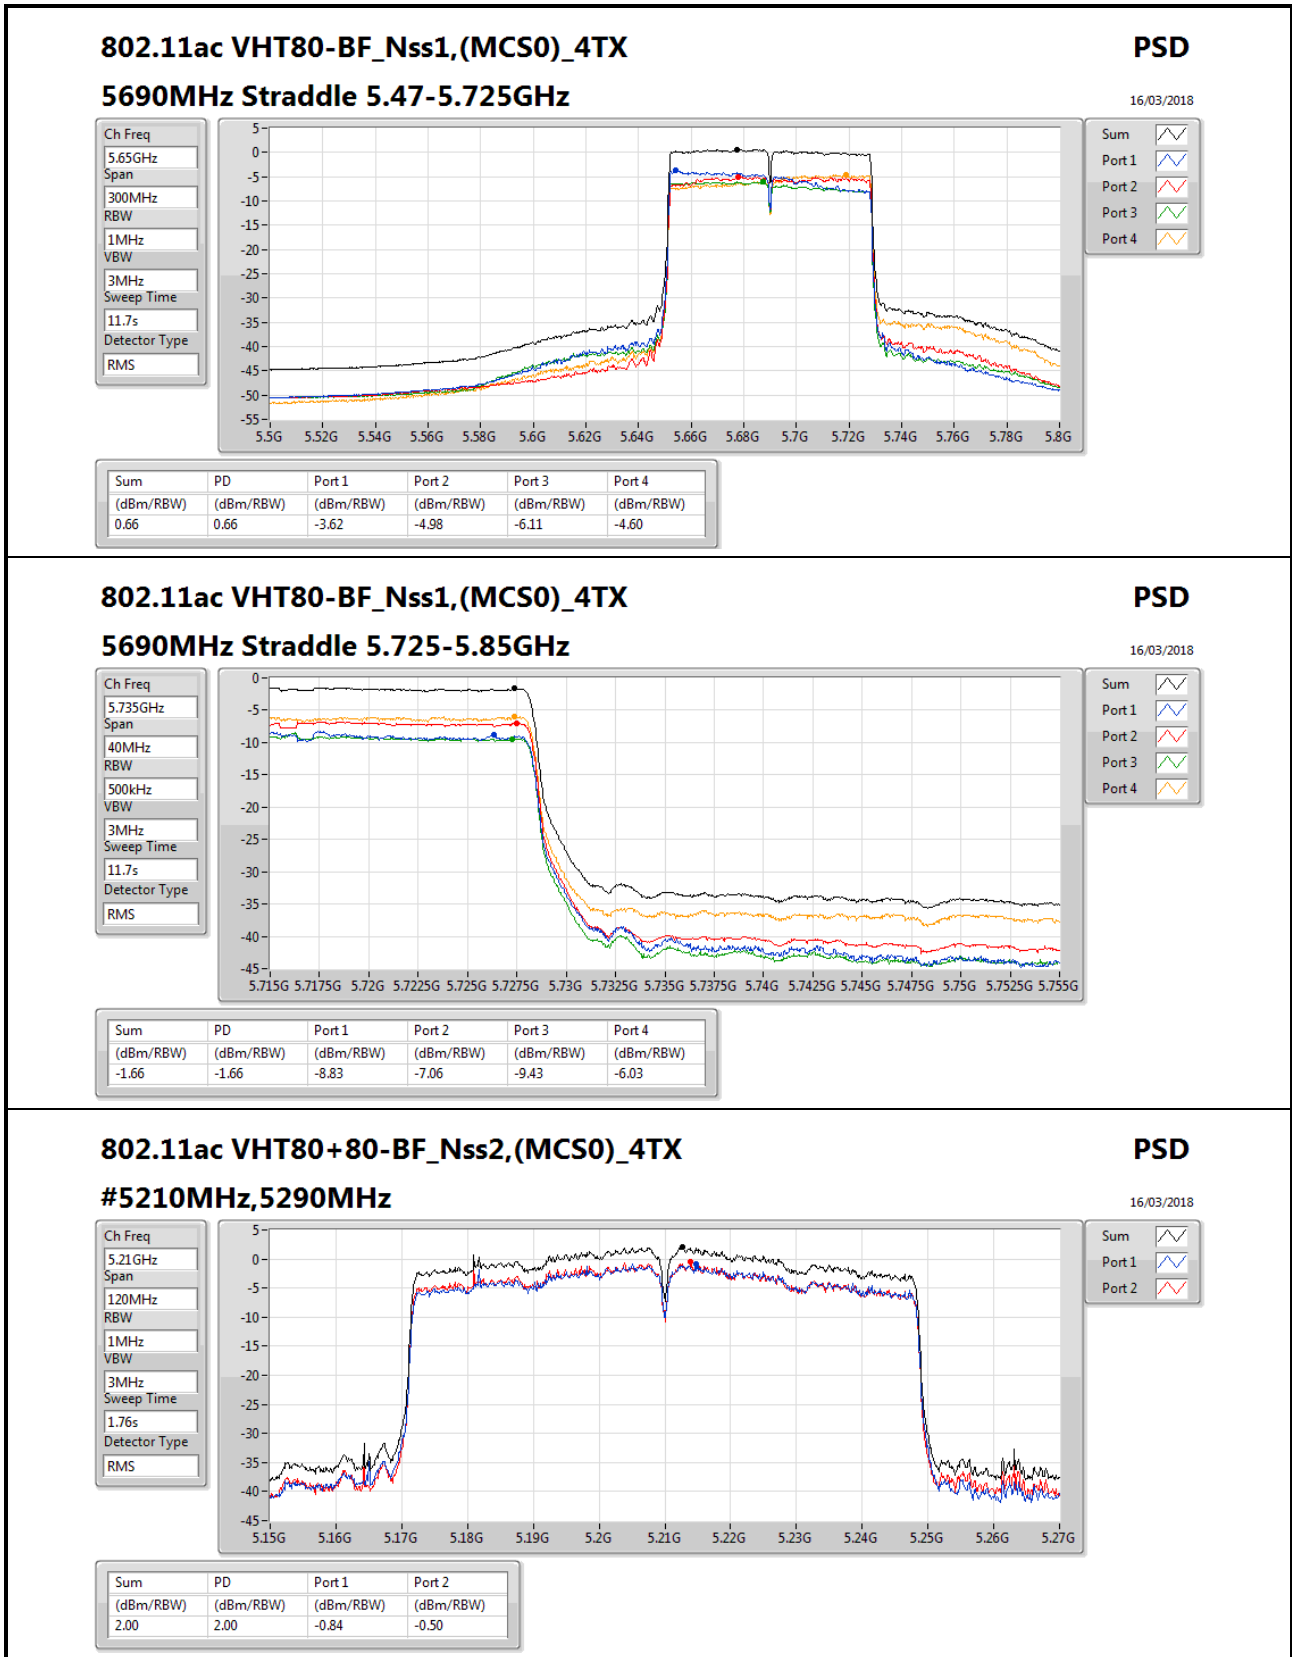 802.11ac VHT80-BF_Nss1,(MCS0)_4TX PSD
5690MHz Straddle 5.47-5.725GHz 16/03/2018
Ch Freq
5.65GHz
Span
300MHz
RBW
1MHz
VBW
3MHz
Sweep Time
11.7s
Detector Type
RMS
5
0
-5
-10
-15
-20
-25
-30
-35
-40
-45
-50
-55
5.5G 5.52G 5.54G 5.56G 5.58G 5.6G 5.62G 5.64G 5.66G 5.68G 5.7G 5.72G 5.74G 5.76G 5.78G 5.8G
Sum
Port 1
Port 2
Port 3
Port 4
Sum PD Port 1 Port 2 Port 3 Port 4
(dBm/RBW) (dBm/RBW) (dBm/RBW) (dBm/RBW) (dBm/RBW) (dBm/RBW)
0.66 0.66 -3.62 -4.98 -6.11 -4.60
802.11ac VHT80-BF_Nss1,(MCS0)_4TX PSD
5690MHz Straddle 5.725-5.85GHz 16/03/2018
Ch Freq
5.735GHz
Span
40MHz
RBW
500kHz
VBW
3MHz
Sweep Time
11.7s
Detector Type
RMS
0
-5
-10
-15
-20
-25
-30
-35
-40
-45
5.715G 5.7175G 5.72G 5.7225G 5.725G 5.7275G 5.73G 5.7325G 5.735G 5.7375G 5.74G 5.7425G 5.745G 5.7475G 5.75G 5.7525G 5.755G
Sum
Port 1
Port 2
Port 3
Port 4
Sum PD Port 1 Port 2 Port 3 Port 4
(dBm/RBW) (dBm/RBW) (dBm/RBW) (dBm/RBW) (dBm/RBW) (dBm/RBW)
-1.66 -1.66 -8.83 -7.06 -9.43 -6.03
802.11ac VHT80+80-BF_Nss2,(MCS0)_4TX PSD
#5210MHz,5290MHz 16/03/2018
Ch Freq
5.21GHz
Span
120MHz
RBW
1MHz
VBW
3MHz
Sweep Time
1.76s
Detector Type
RMS
5
0
-5
-10
-15
-20
-25
-30
-35
-40
-45
5.15G 5.16G 5.17G 5.18G 5.19G 5.2G 5.21G 5.22G 5.23G 5.24G 5.25G 5.26G 5.27G
Sum
Port 1
Port 2
Sum PD Port 1 Port 2
(dBm/RBW) (dBm/RBW) (dBm/RBW) (dBm/RBW)
2.00 2.00 -0.84 -0.50